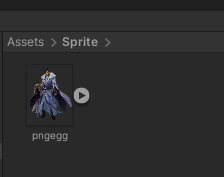 Assets > Sprite >
pngegg